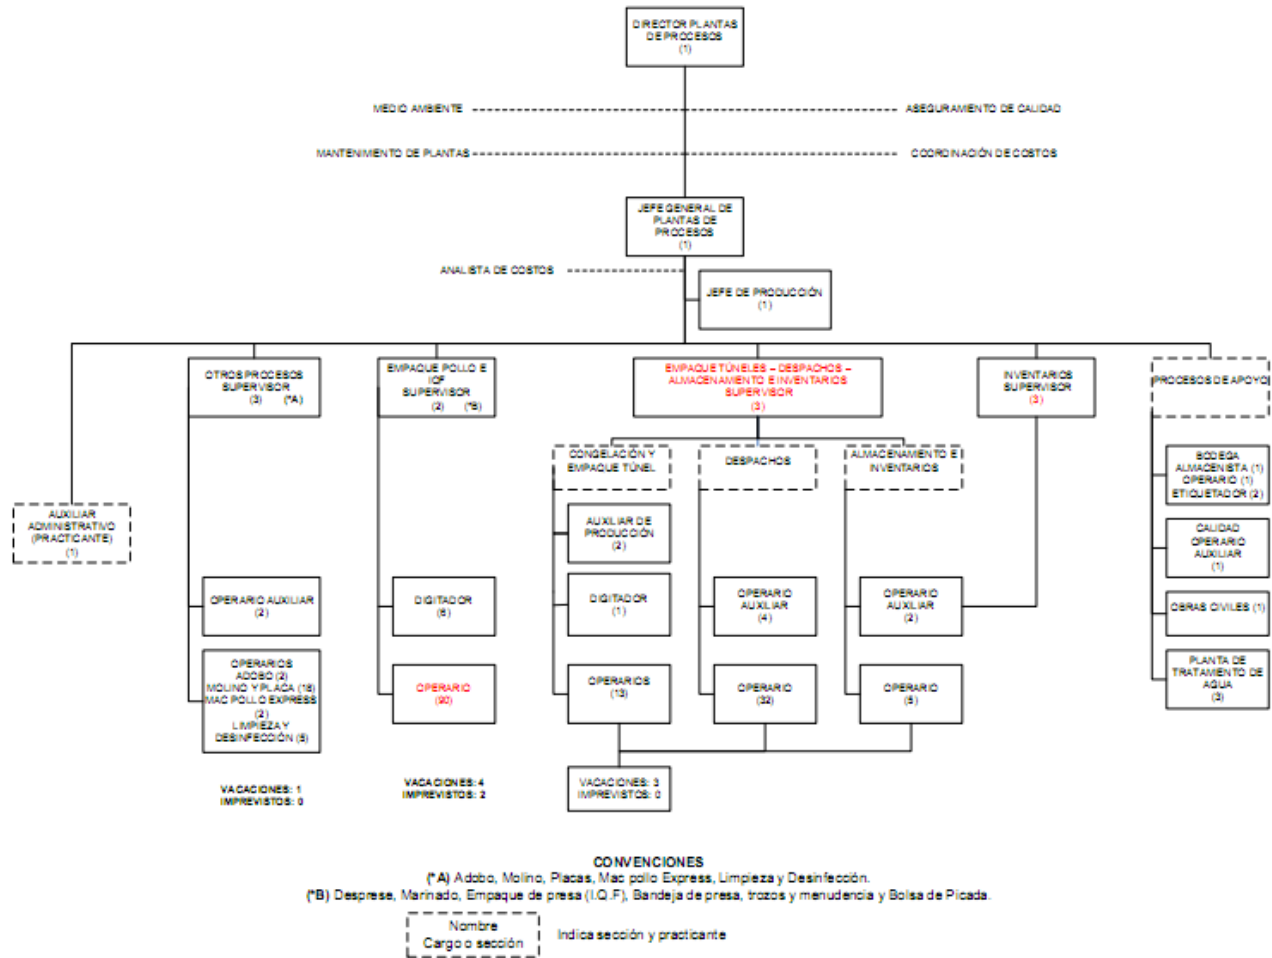 DIRECTOR PLANTAS
DE PROCESOS
(1)
MEDIO AMBIENTE
ASEGURAMIENTO DE CALIDAD
MANTENIMIENTO DE PLANTAS
COORDINACIÓN DE COSTOS
JEFE GENERAL DE
PLANTAS DE
PROCESOS
(1)
ANALISTA DE COSTOS
JEFE DE PRODUCCIÓN
(1)
OTROS PROCESOS
SUPERVISOR
(3) (*A)
EMPAQUE POLLO E
IQF
SUPERVISOR
(2) (*B)
EMPAQUE TÚNELES – DESPACHOS –
ALMACENAMIENTO E INVENTARIOS
SUPERVISOR
(3)
INVENTARIOS
SUPERVISOR
(3)
PROCESOS DE APOYO
CONGELACIÓN Y
EMPAQUE TÚNEL
DESPACHOS
ALMACENAMIENTO E
INVENTARIOS
BODEGA
ALMACENISTA (1)
OPERARIO (1)
ETIQUETADOR (2)
AUXILIAR
ADMINISTRATIVO
(PRACTICANTE)
(1)
AUXILIAR DE
PRODUCCIÓN
(2)
CALIDAD
OPERARIO
AUXILIAR
(1)
OPERARIO AUXILIAR
(2)
DIGITADOR
(6)
DIGITADOR
(1)
OPERARIO
AUXILIAR
(4)
OPERARIO
AUXILIAR
(2)
OBRAS CIVILES (1)
OPERARIOS
ADOBO (2)
MOLINO Y PLACA (18)
MAC POLLO EXPRESS
(2)
LIMPIEZA Y
DESINFECCIÓN (5)
OPERARIO
(90)
OPERARIOS
(13)
OPERARIO
(32)
OPERARIO
(5)
PLANTA DE
TRATAMIENTO DE
AGUA
(3)
VACACIONES: 1
IMPREVISTOS: 0
VACACIONES: 4
IMPREVISTOS: 2
VACACIONES: 3
IMPREVISTOS: 0
CONVENCIONES
(*A) Adobo, Molino, Placas, Mac pollo Express, Limpieza y Desinfección.
(*B) Desprese, Marinado, Empaque de presa (I.Q.F), Bandeja de presa, trozos y menudencia y Bolsa de Picada.
Nombre
Cargo o sección
Indica sección y practicante